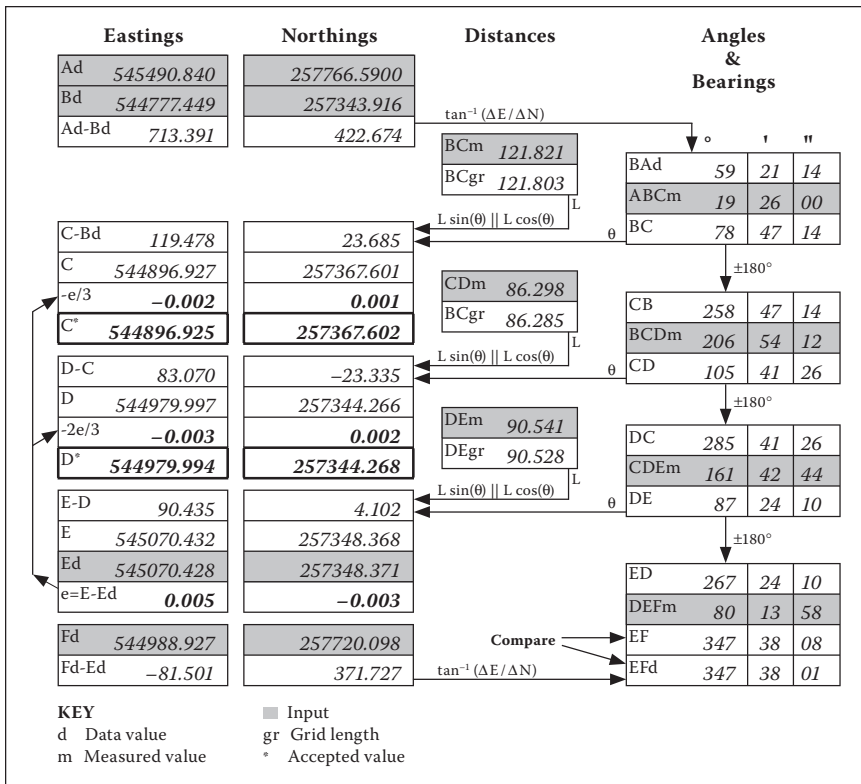 Eastings Northings Distances Angles & Bearings
Ad 545490.840 257766.5900
Bd 544777.449 257343.916
Ad-Bd 713.391 422.674
tan⁻¹ (ΔE/ΔN)
° ' "
BCm 121.821
BCgr 121.803
L
BAd 59 21 14
ABCm 19 26 00
BC 78 47 14
L sin(θ) || L cos(θ)
θ
±180°
C-Bd 119.478 23.685
C 544896.927 257367.601
-e/3 –0.002 0.001
C* 544896.925 257367.602
CDm 86.298
BCgr 86.285
L
CB 258 47 14
BCDm 206 54 12
CD 105 41 26
L sin(θ) || L cos(θ)
θ
±180°
D-C 83.070 –23.335
D 544979.997 257344.266
-2e/3 –0.003 0.002
D* 544979.994 257344.268
DEm 90.541
DEgr 90.528
L
DC 285 41 26
CDEm 161 42 44
DE 87 24 10
L sin(θ) || L cos(θ)
θ
±180°
E-D 90.435 4.102
E 545070.432 257348.368
Ed 545070.428 257348.371
e=E-Ed 0.005 –0.003
ED 267 24 10
DEFm 80 13 58
Compare
EF 347 38 08
EFd 347 38 01
Fd 544988.927 257720.098
Fd-Ed –81.501 371.727
tan⁻¹ (ΔE/ΔN)
KEY
Input
d Data value
gr Grid length
m Measured value
* Accepted value